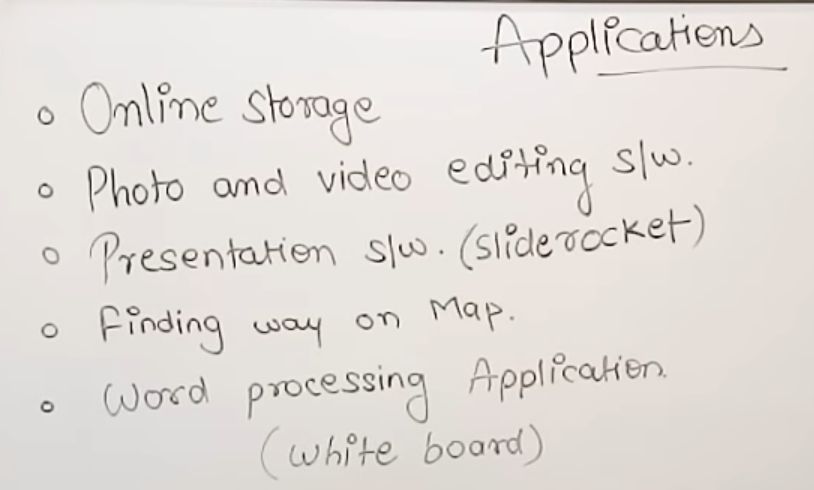 Applications
Online storage
Photo and video editing s/w.
Presentation s/w. (sliderocket)
Finding way on Map.
Word processing Application.
(white board)